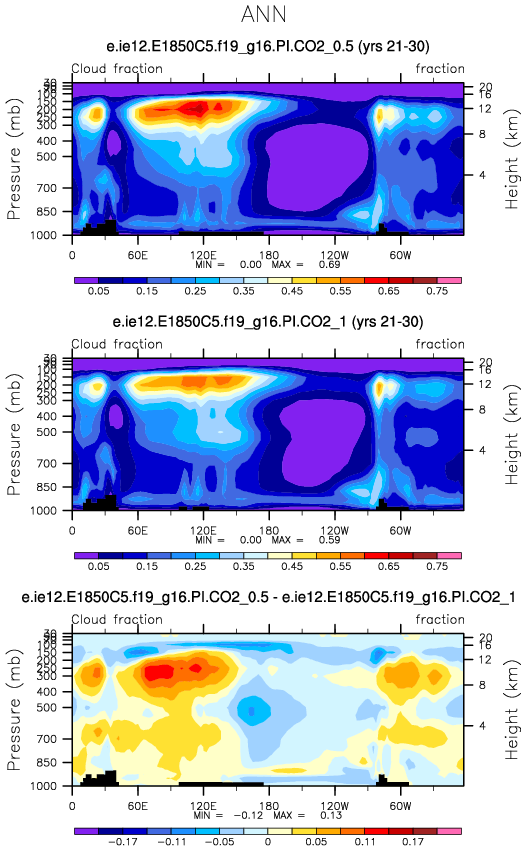 ANN
e.ie12.E1850C5.f19_g16.PI.CO2_0.5 (yrs 21-30)
Cloud fraction fraction
30
100
150
200
250
300
400
500
700
850
1000
Pressure (mb)
20
16
12
8
4
Height (km)
0 60E 120E 180 120W 60W
MIN = 0.00 MAX = 0.69
0.05 0.15 0.25 0.35 0.45 0.55 0.65 0.75
e.ie12.E1850C5.f19_g16.PI.CO2_1 (yrs 21-30)
Cloud fraction fraction
30
100
150
200
250
300
400
500
700
850
1000
Pressure (mb)
20
16
12
8
4
Height (km)
0 60E 120E 180 120W 60W
MIN = 0.00 MAX = 0.59
0.05 0.15 0.25 0.35 0.45 0.55 0.65 0.75
e.ie12.E1850C5.f19_g16.PI.CO2_0.5 - e.ie12.E1850C5.f19_g16.PI.CO2_1
Cloud fraction fraction
30
100
150
200
250
300
400
500
700
850
1000
Pressure (mb)
20
16
12
8
4
Height (km)
0 60E 120E 180 120W 60W
MIN = -0.12 MAX = 0.13
-0.17 -0.11 -0.05 0 0.05 0.11 0.17